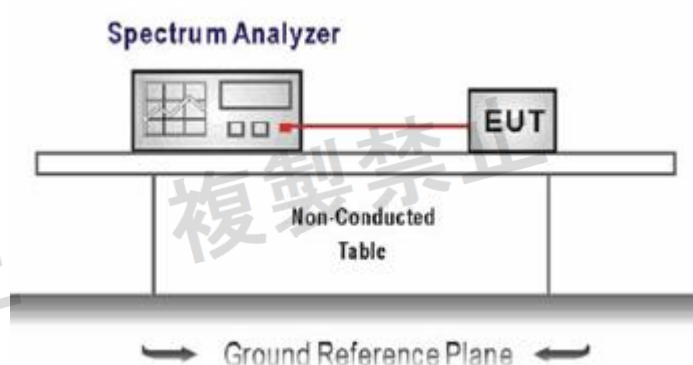 Spectrum Analyzer
EUT
複製禁止
Non-Conducted
Table
Ground Reference Plane